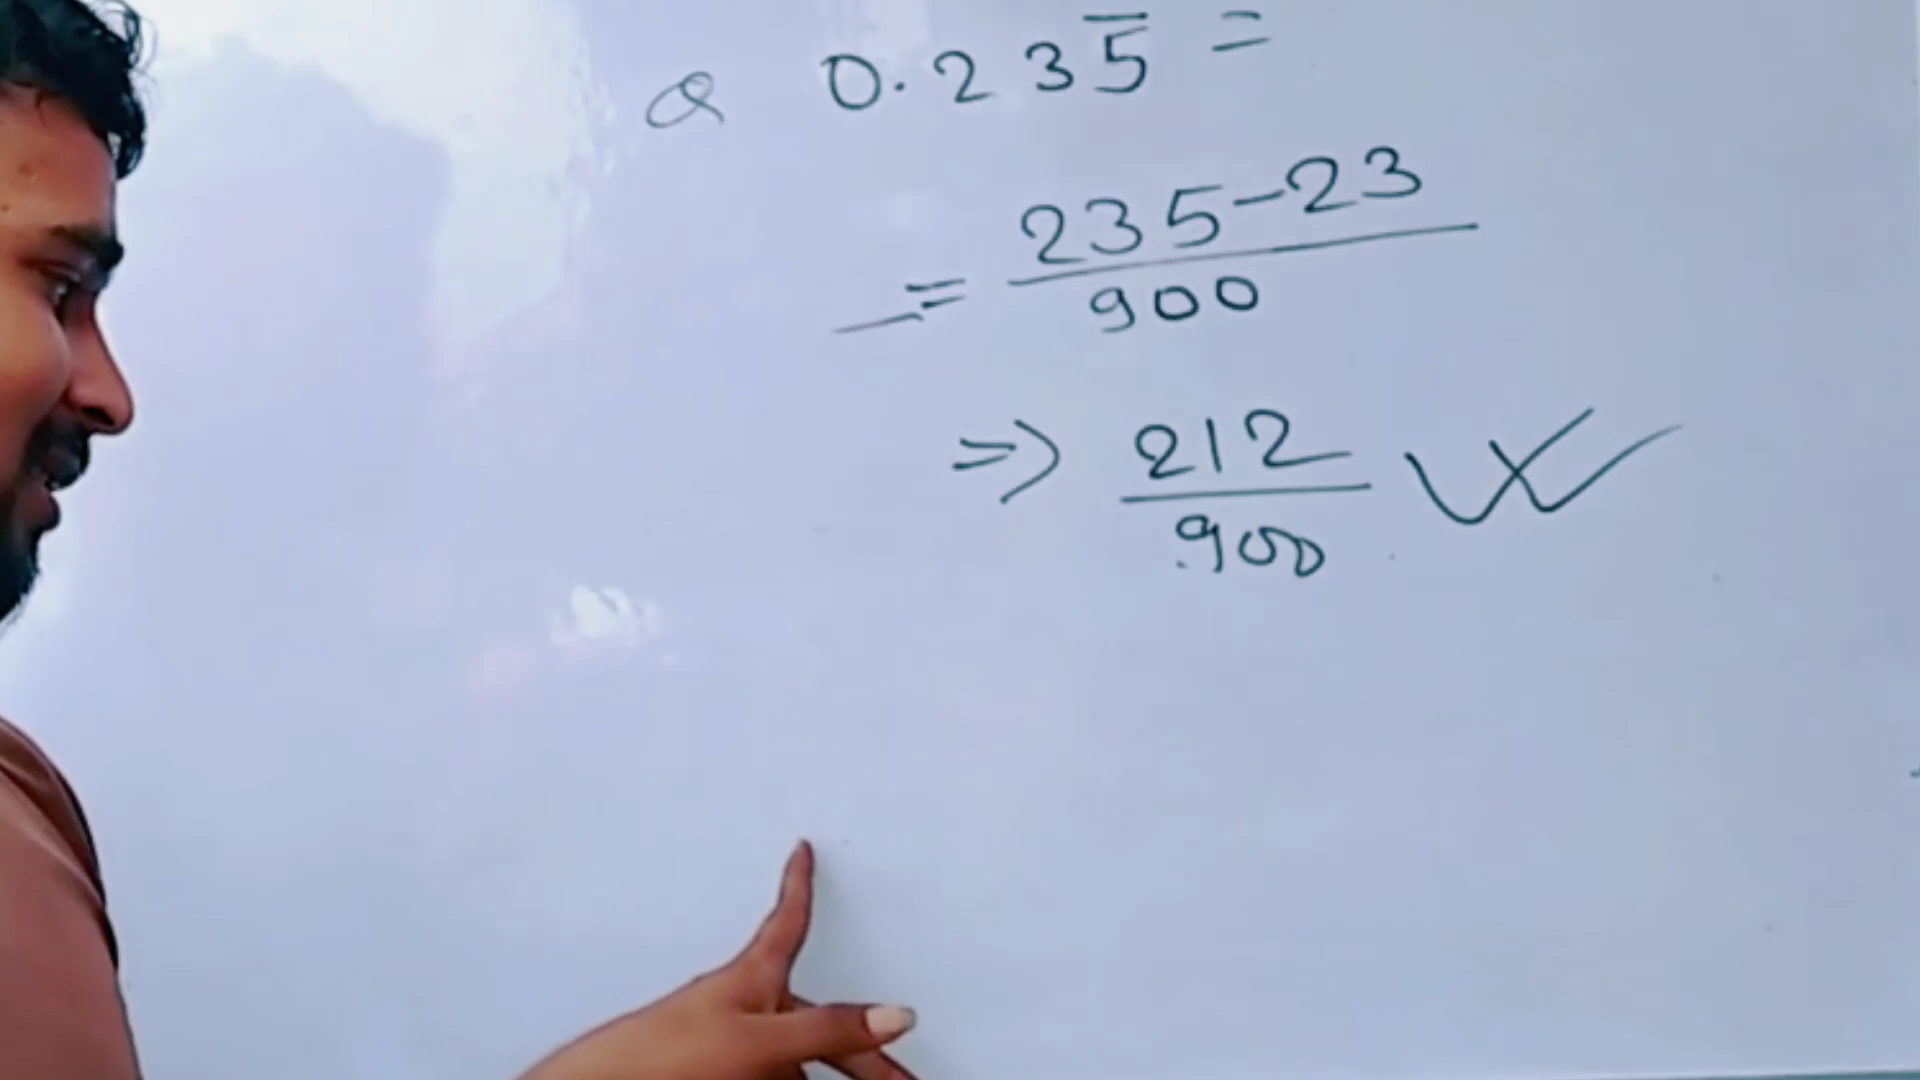 Q 0.235̅ =
= 235-23
900
=> 212
900